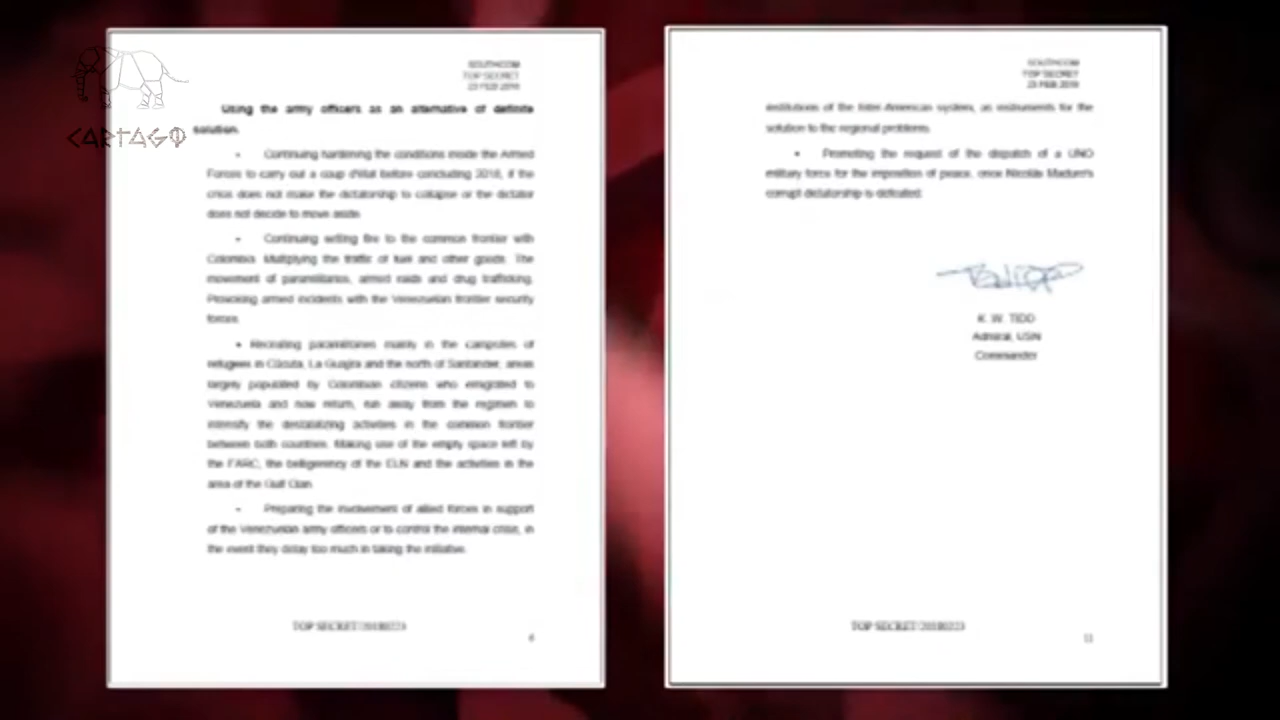 CARTAGO
SOUTHCOM
TOP SECRET
23 FEB 2018
Using the army officers as an alternative of definite
solution.
• Continuing hardening the conditions inside the Armed
Forces to carry out a coup d'état before concluding 2018, if the
crisis does not make the dictatorship to collapse or the dictator
does not decide to move aside.
• Continuing setting fire to the common frontier with
Colombia. Multiplying the traffic of fuel and other goods. The
movement of paramilitaries, armed raids and drug trafficking.
Provoking armed incidents with the Venezuelan frontier security
forces.
• Recruiting paramilitaries mainly in the campsites of
refugees in Cúcuta, La Guajira and the north of Santander, areas
largely populated by Colombian citizens who emigrated to
Venezuela and now return, run away from the regimen to
intensify the destabilizing activities in the common frontier
between both countries. Making use of the empty space left by
the FARC, the belligerency of the ELN and the activities in the
area of the Gulf Clan.
• Preparing the involvement of allied forces in support
of the Venezuelan army officers or to control the internal crisis, in
the event they delay too much in taking the initiative.
TOP SECRET/20180223
SOUTHCOM
TOP SECRET
23 FEB 2018
institutions of the Inter-American system, as instruments for the
solution to the regional problems.
• Promoting the request of the dispatch of a UNO
military force for the imposition of peace, once Nicolás Maduro's
corrupt dictatorship is defeated.
K. W. TIDD
Admiral, USN
Commander
TOP SECRET/20180223
11